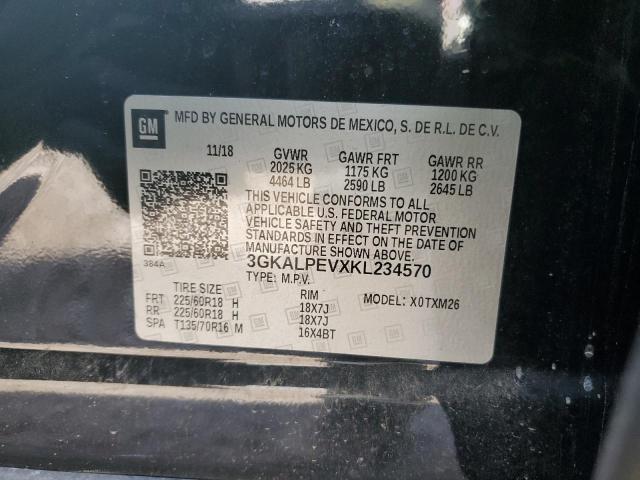 GM
MFD BY GENERAL MOTORS DE MEXICO, S. DE R.L. DE C.V.
11/18 GVWR GAWR FRT GAWR RR
2025 KG 1175 KG 1200 KG
4464 LB 2590 LB 2645 LB
THIS VEHICLE CONFORMS TO ALL
APPLICABLE U.S. FEDERAL MOTOR
VEHICLE SAFETY AND THEFT PREVENTION
STANDARDS IN EFFECT ON THE DATE OF
MANUFACTURE SHOWN ABOVE.
384A
3GKALPEVXKL234570
TYPE: M.P.V.
TIRE SIZE RIM MODEL: X0TXM26
FRT 225/60R18 H 18X7J
RR 225/60R18 H 18X7J
SPA T135/70R16 M 16X4BT